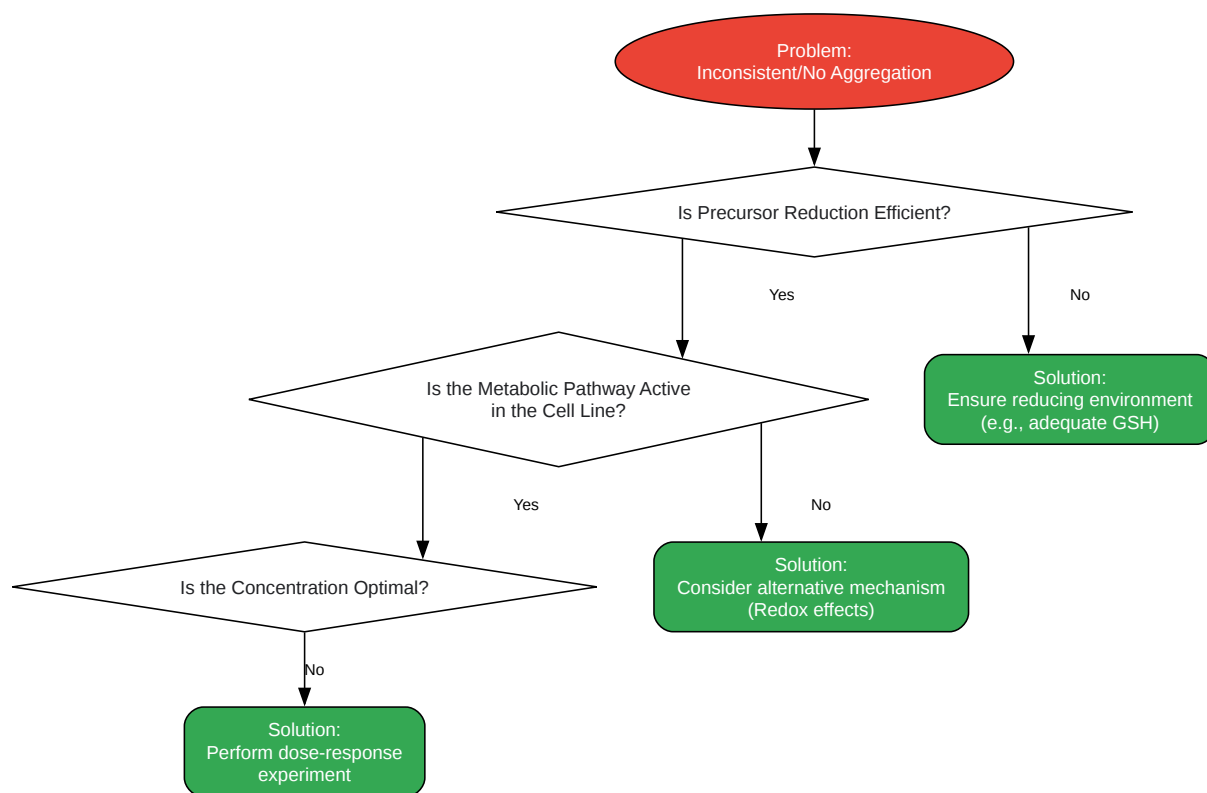 Problem:
Inconsistent/No Aggregation
Is Precursor Reduction Efficient?
Yes
No
Is the Metabolic Pathway Active
in the Cell Line?
Solution:
Ensure reducing environment
(e.g., adequate GSH)
Yes
No
Is the Concentration Optimal?
Solution:
Consider alternative mechanism
(Redox effects)
No
Solution:
Perform dose-response
experiment